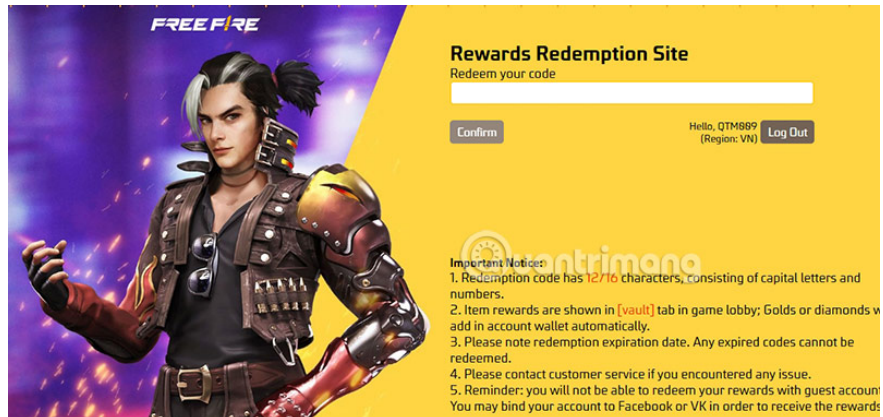 FREE FIRE
Rewards Redemption Site
Redeem your code
Confirm
Hello, QTM009
(Region: VN)
Log Out
Quantrimang
Important Notice:
1. Redemption code has 12/16 characters, consisting of capital letters and
numbers.
2. Item rewards are shown in [vault] tab in game lobby; Golds or diamonds w
add in account wallet automatically.
3. Please note redemption expiration date. Any expired codes cannot be
redeemed.
4. Please contact customer service if you encountered any issue.
5. Reminder: you will not be able to redeem your rewards with guest account
You may bind your account to Facebook or VK in order to receive the rewards